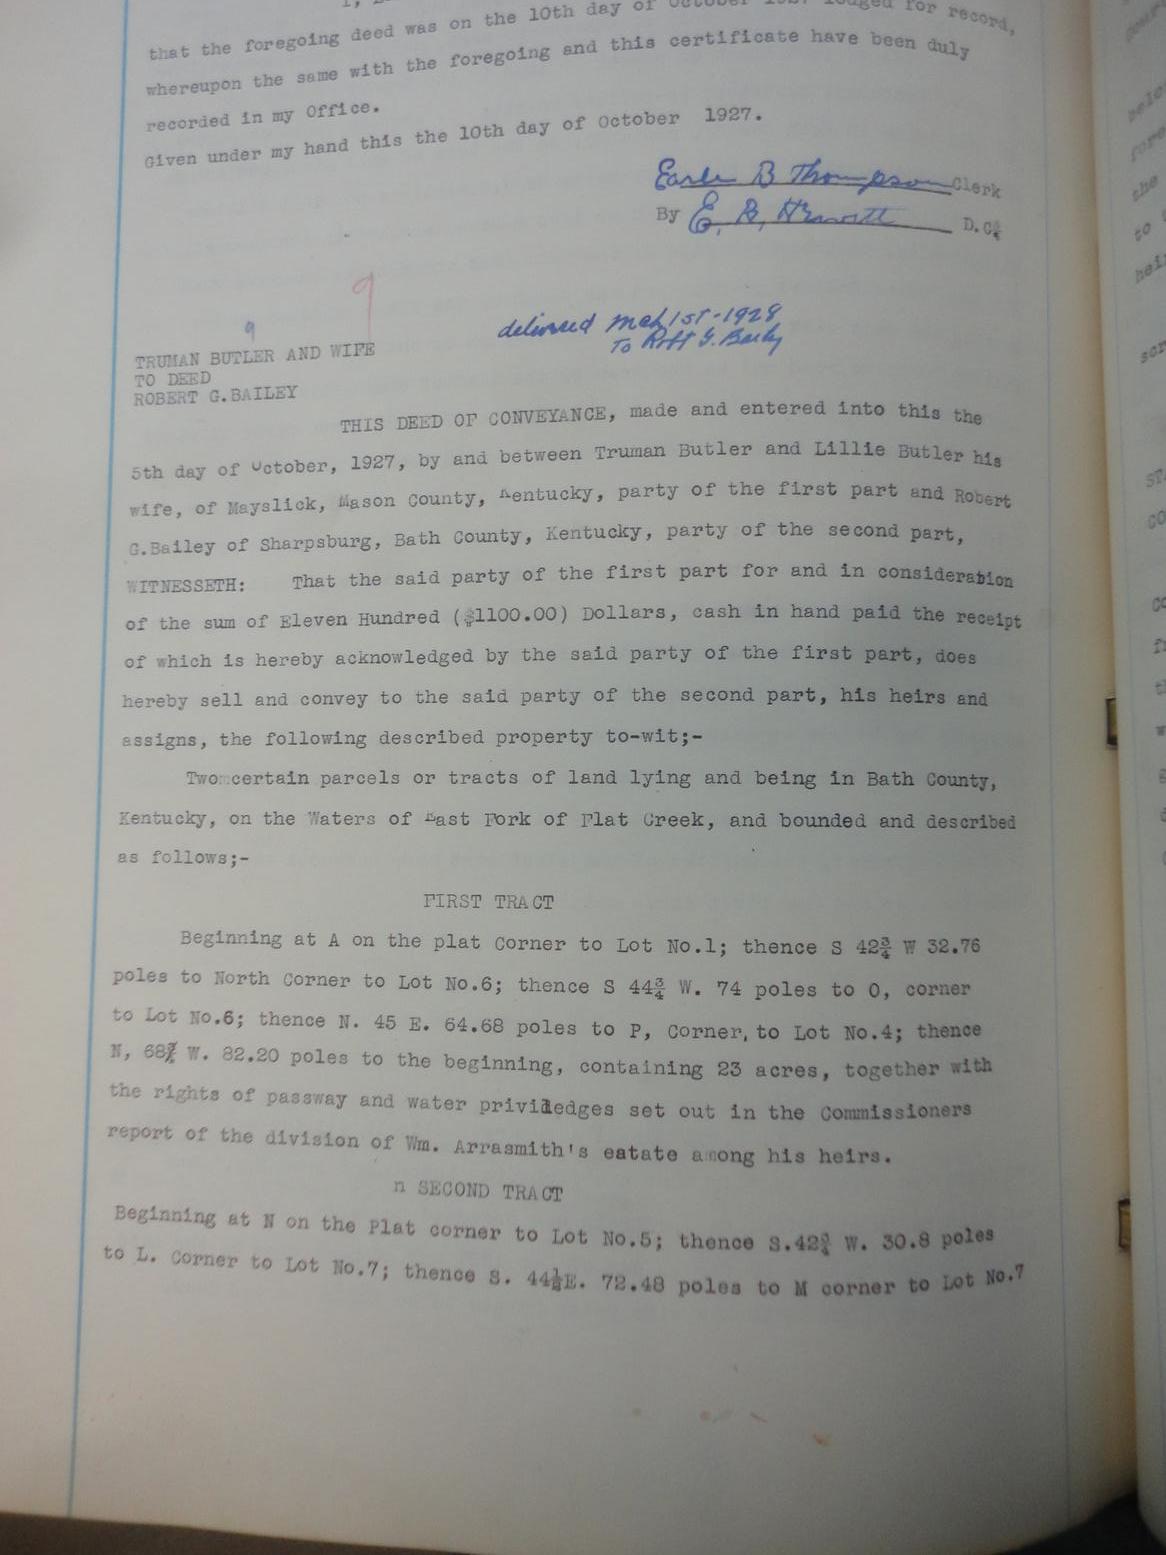 that the foregoing deed was on the 10th day of October 1927 lodged for record,
whereupon the same with the foregoing and this certificate have been duly
recorded in my Office.
Given under my hand this the 10th day of October 1927.
Earle B Thompson Clerk
By E. B. D.C.
9
9
delivered 1st-1928
To Robt G. Baily
TRUMAN BUTLER AND WIFE
TO DEED
ROBERT G.BAILEY
THIS DEED OF CONVEYANCE, made and entered into this the
5th day of October, 1927, by and between Truman Butler and Lillie Butler his
wife, of Mayslick, Mason County, Kentucky, party of the first part and Robert
G.Bailey of Sharpsburg, Bath County, Kentucky, party of the second part,
WITNESSETH: That the said party of the first part for and in consideration
of the sum of Eleven Hundred ($1100.00) Dollars, cash in hand paid the receipt
of which is hereby acknowledged by the said party of the first part, does
hereby sell and convey to the said party of the second part, his heirs and
assigns, the following described property to-wit;-
Two certain parcels or tracts of land lying and being in Bath County,
Kentucky, on the Waters of East Fork of Flat Creek, and bounded and described
as follows;-
FIRST TRACT
Beginning at A on the plat Corner to Lot No.1; thence S 42¾ W 32.76
poles to North Corner to Lot No.6; thence S 44¾ W. 74 poles to O, corner
to Lot No.6; thence N. 45 E. 64.68 poles to P, Corner, to Lot No.4; thence
N, 68¾ W. 82.20 poles to the beginning, containing 23 acres, together with
the rights of passway and water priviledges set out in the Commissioners
report of the division of Wm. Arrasmith's eatate among his heirs.
n SECOND TRACT
Beginning at N on the Plat corner to Lot No.5; thence S.42¾ W. 30.8 poles
to L. Corner to Lot No.7; thence S. 44½E. 72.48 poles to M corner to Lot No.7